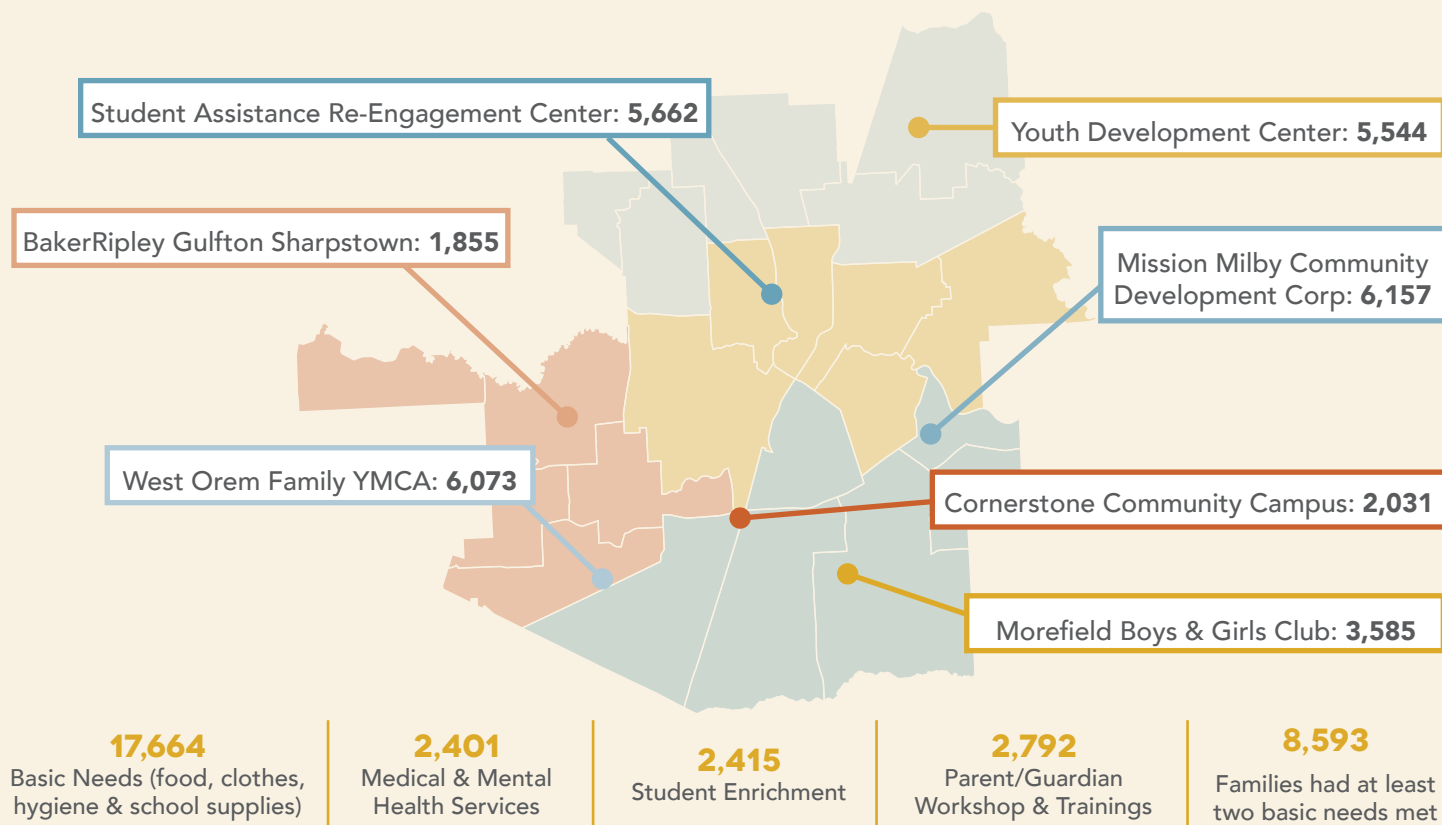 Student Assistance Re-Engagement Center: 5,662
Youth Development Center: 5,544
BakerRipley Gulfton Sharpstown: 1,855
Mission Milby Community
Development Corp: 6,157
West Orem Family YMCA: 6,073
Cornerstone Community Campus: 2,031
Morefield Boys & Girls Club: 3,585
17,664
Basic Needs (food, clothes,
hygiene & school supplies)
2,401
Medical & Mental
Health Services
2,415
Student Enrichment
2,792
Parent/Guardian
Workshop & Trainings
8,593
Families had at least
two basic needs met